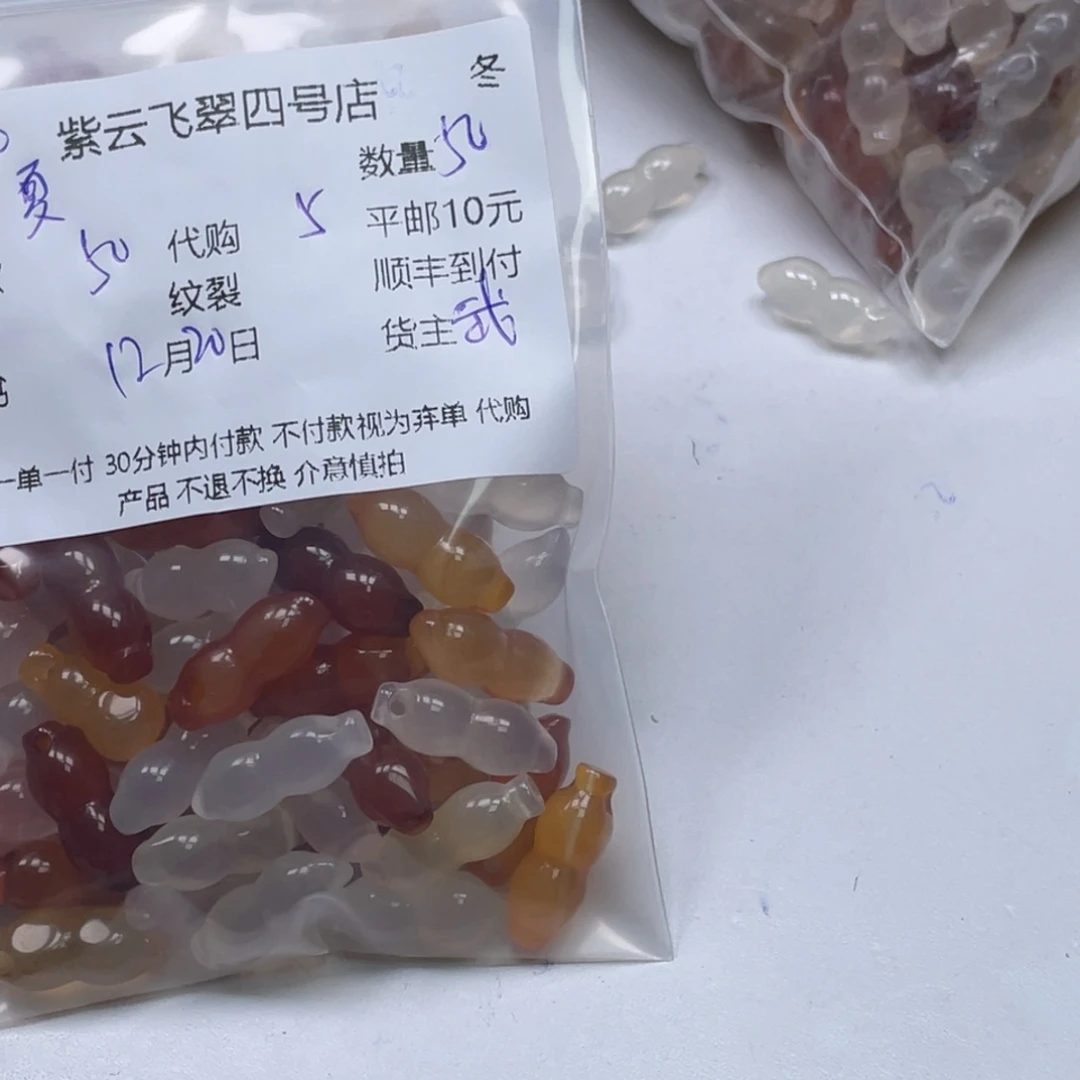 冬
紫云飞翠四号店
夏 数量50
50 代购 5 平邮10元
纹裂 顺丰到付
12月20日 货主武
一单一付 30分钟内付款 不付款视为弃单 代购
产品 不退不换 介意慎拍